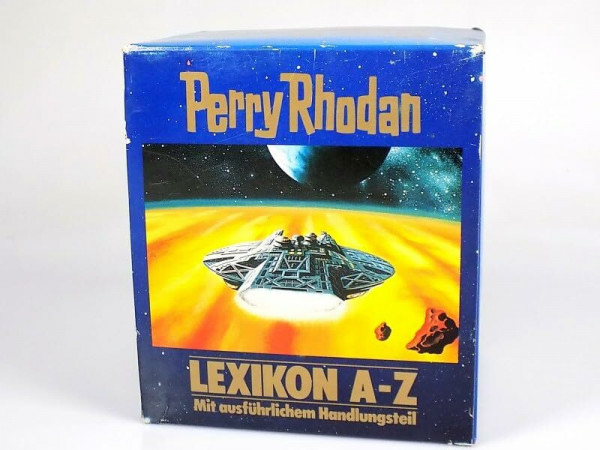 Perry Rhodan
LEXIKON A-Z
Mit ausführlichem Handlungsteil